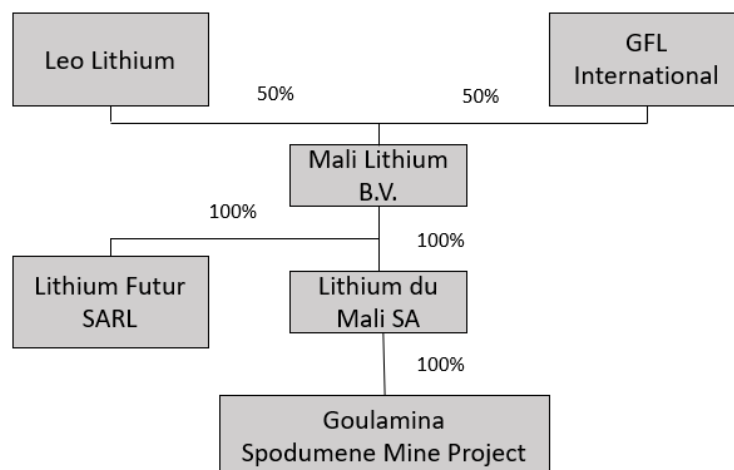 Leo Lithium
GFL
International
50%
50%
Mali Lithium
B.V.
100%
100%
Lithium Futur
SARL
Lithium du
Mali SA
100%
Goulamina
Spodumene Mine Project